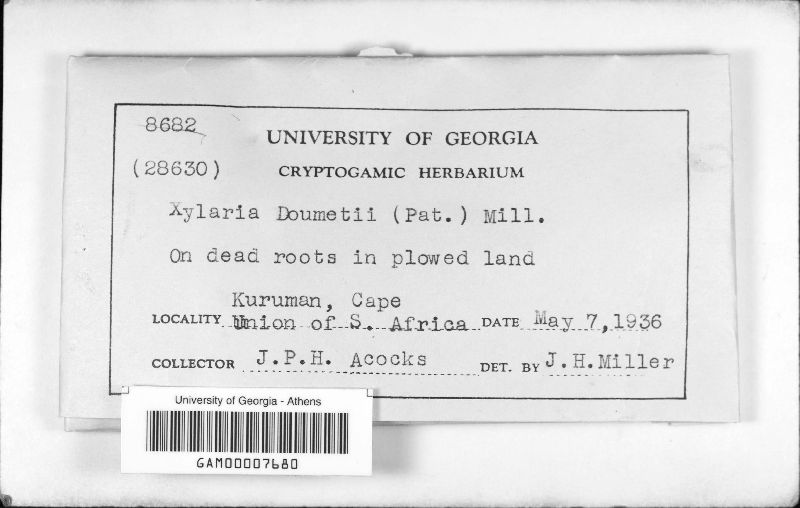 8682
UNIVERSITY OF GEORGIA
(28630) CRYPTOGAMIC HERBARIUM
Xylaria Doumetii (Pat.) Mill.
On dead roots in plowed land
Kuruman, Cape
LOCALITY Union of S. Africa DATE May 7, 1936
COLLECTOR J.P.H. Acocks DET. BY J.H.Miller
University of Georgia - Athens
GAM00007680